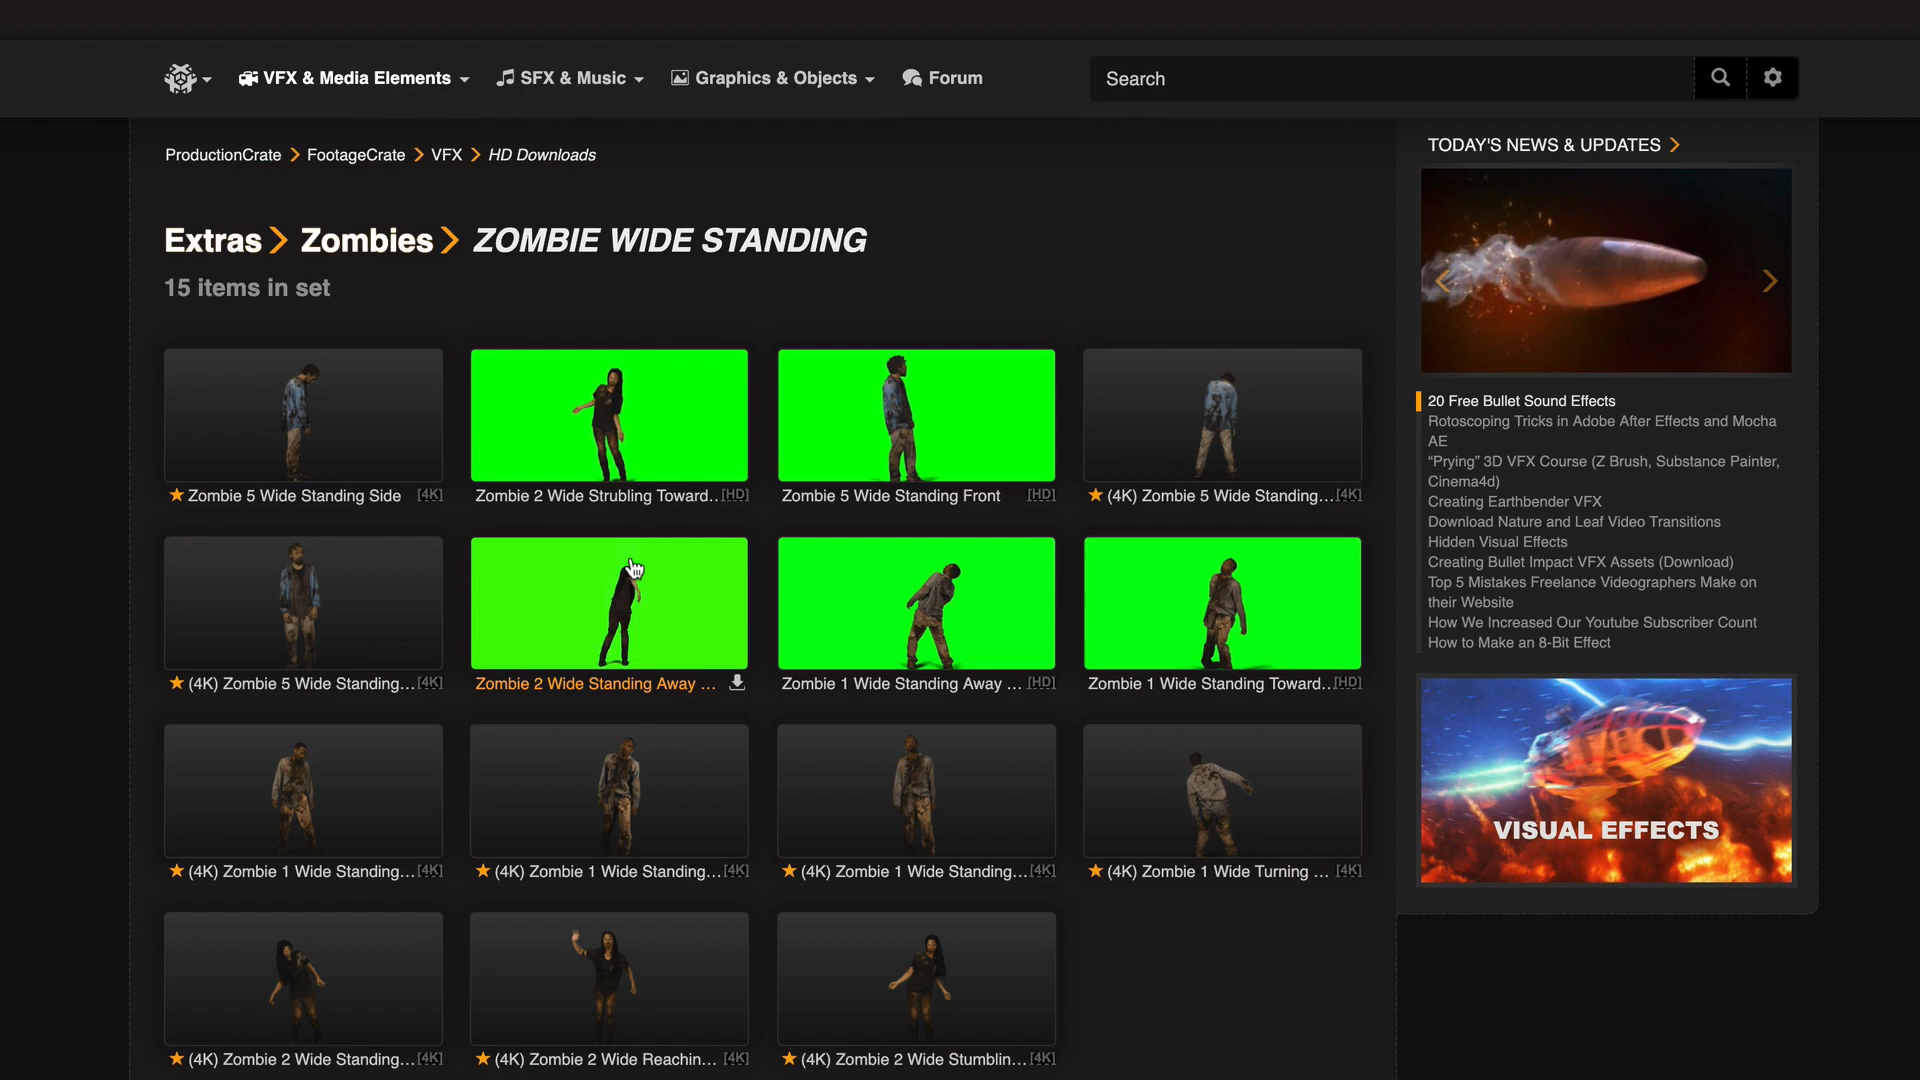 VFX & Media Elements
SFX & Music
Graphics & Objects
Forum
Search
ProductionCrate > FootageCrate > VFX > HD Downloads
Extras > Zombies > ZOMBIE WIDE STANDING
15 items in set
Zombie 5 Wide Standing Side [4K]
Zombie 2 Wide Strubling Toward... [HD]
Zombie 5 Wide Standing Front [HD]
(4K) Zombie 5 Wide Standing... [4K]
(4K) Zombie 5 Wide Standing... [4K]
Zombie 2 Wide Standing Away ...
Zombie 1 Wide Standing Away ... [HD]
Zombie 1 Wide Standing Toward... [HD]
(4K) Zombie 1 Wide Standing... [4K]
(4K) Zombie 1 Wide Standing... [4K]
(4K) Zombie 1 Wide Standing... [4K]
(4K) Zombie 1 Wide Turning ... [4K]
(4K) Zombie 2 Wide Standing... [4K]
(4K) Zombie 2 Wide Reachin... [4K]
(4K) Zombie 2 Wide Stumblin... [4K]
TODAY'S NEWS & UPDATES >
20 Free Bullet Sound Effects
Rotoscoping Tricks in Adobe After Effects and Mocha
AE
“Prying” 3D VFX Course (Z Brush, Substance Painter,
Cinema4d)
Creating Earthbender VFX
Download Nature and Leaf Video Transitions
Hidden Visual Effects
Creating Bullet Impact VFX Assets (Download)
Top 5 Mistakes Freelance Videographers Make on
their Website
How We Increased Our Youtube Subscriber Count
How to Make an 8-Bit Effect
VISUAL EFFECTS